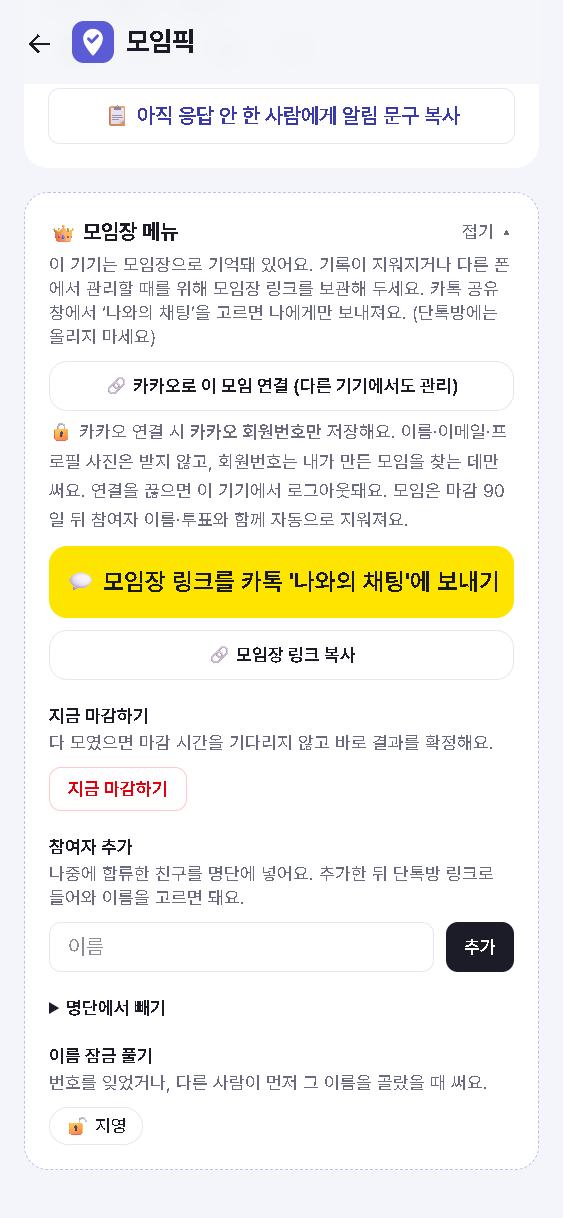 모임픽
아직 응답 안 한 사람에게 알림 문구 복사
모임장 메뉴
접기 ▲
이 기기는 모임장으로 기억돼 있어요. 기록이 지워지거나 다른 폰
에서 관리할 때를 위해 모임장 링크를 보관해 두세요. 카톡 공유
창에서 ‘나와의 채팅’을 고르면 나에게만 보내져요. (단톡방에는
올리지 마세요)
카카오로 이 모임 연결 (다른 기기에서도 관리)
카카오 연결 시 카카오 회원번호만 저장해요. 이름·이메일·프
로필 사진은 받지 않고, 회원번호는 내가 만든 모임을 찾는 데만
써요. 연결을 끊으면 이 기기에서 로그아웃돼요. 모임은 마감 90
일 뒤 참여자 이름·투표와 함께 자동으로 지워져요.
모임장 링크를 카톡 '나와의 채팅'에 보내기
모임장 링크 복사
지금 마감하기
다 모였으면 마감 시간을 기다리지 않고 바로 결과를 확정해요.
지금 마감하기
참여자 추가
나중에 합류한 친구를 명단에 넣어요. 추가한 뒤 단톡방 링크로
들어와 이름을 고르면 돼요.
이름
추가
▶ 명단에서 빼기
이름 잠금 풀기
번호를 잊었거나, 다른 사람이 먼저 그 이름을 골랐을 때 써요.
지영